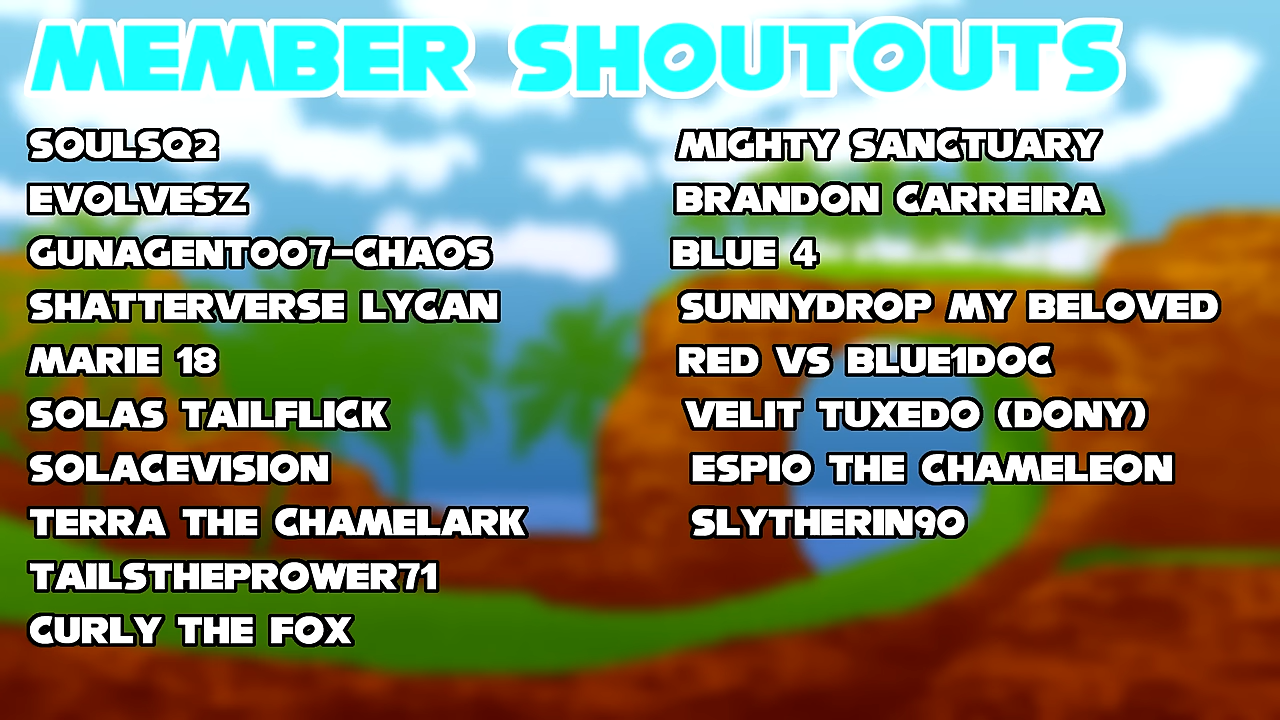 MEMBER SHOUTOUTS
SOULSQ2
EVOLVESZ
GUNAGENT007-CHAOS
SHATTERVERSE LYCAN
MARIE 18
SOLAS TAILFLICK
SOLACEVISION
TERRA THE CHAMELARK
TAILSTHEPROWER71
CURLY THE FOX
MIGHTY SANCTUARY
BRANDON CARREIRA
BLUE 4
SUNNYDROP MY BELOVED
RED VS BLUE1DOC
VELIT TUXEDO (DONY)
ESPIO THE CHAMELEON
SLYTHERIN90